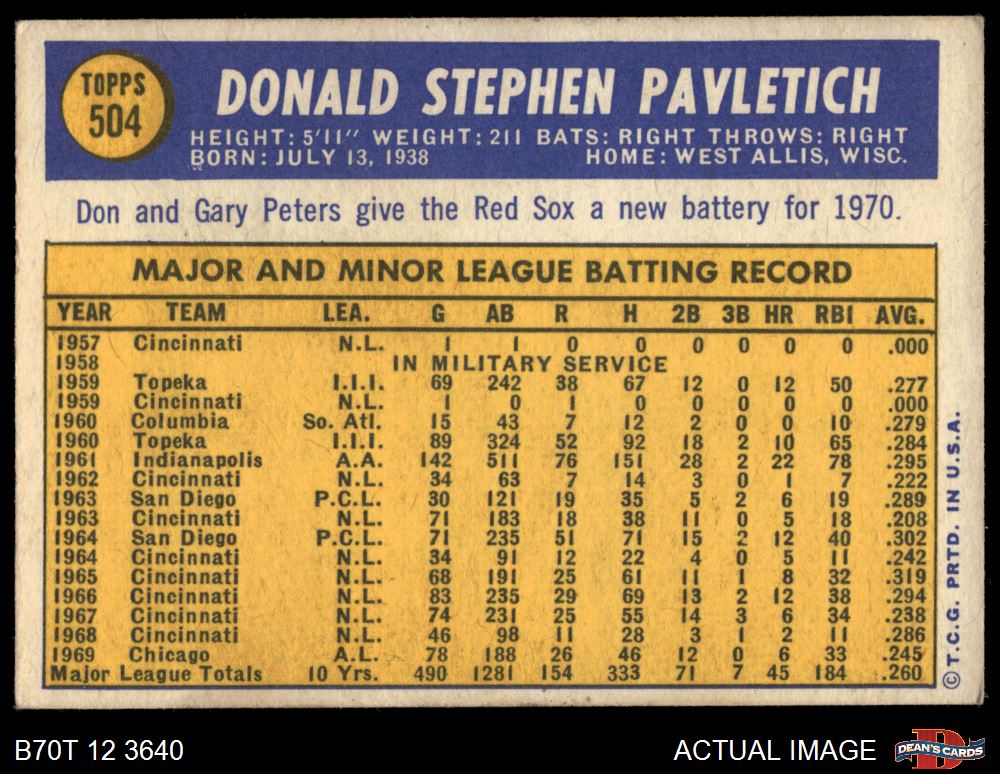 TOPPS
504
DONALD STEPHEN PAVLETICH
HEIGHT: 5'11" WEIGHT: 211 BATS: RIGHT THROWS: RIGHT
BORN: JULY 13, 1938 HOME: WEST ALLIS, WISC.
Don and Gary Peters give the Red Sox a new battery for 1970.
MAJOR AND MINOR LEAGUE BATTING RECORD
YEAR TEAM LEA. G AB R H 2B 3B HR RBI AVG.
1957 Cincinnati N.L. 1 1 0 0 0 0 0 0 .000
1958 IN MILITARY SERVICE
1959 Topeka I.I.I. 69 242 38 67 12 0 12 50 .277
1959 Cincinnati N.L. 1 0 1 0 0 0 0 0 .000
1960 Columbia So. Atl. 15 43 7 12 2 0 0 10 .279
1960 Topeka I.I.I. 89 324 52 92 18 2 10 65 .284
1961 Indianapolis A.A. 142 511 76 151 28 2 22 78 .295
1962 Cincinnati N.L. 34 63 7 14 3 0 1 7 .222
1963 San Diego P.C.L. 30 121 19 35 5 2 6 19 .289
1963 Cincinnati N.L. 71 183 18 38 11 0 5 18 .208
1964 San Diego P.C.L. 71 235 51 71 15 2 12 40 .302
1964 Cincinnati N.L. 34 91 12 22 4 0 5 11 .242
1965 Cincinnati N.L. 68 191 25 61 11 1 8 32 .319
1966 Cincinnati N.L. 83 235 29 69 13 2 12 38 .294
1967 Cincinnati N.L. 74 231 25 55 14 3 6 34 .238
1968 Cincinnati N.L. 46 98 11 28 3 1 2 11 .286
1969 Chicago A.L. 78 188 26 46 12 0 6 33 .245
Major League Totals 10 Yrs. 490 1281 154 333 71 7 45 184 .260
© T.C.G. PRTD. IN U.S.A.
B70T 12 3640 ACTUAL IMAGE
DEAN'S CARDS